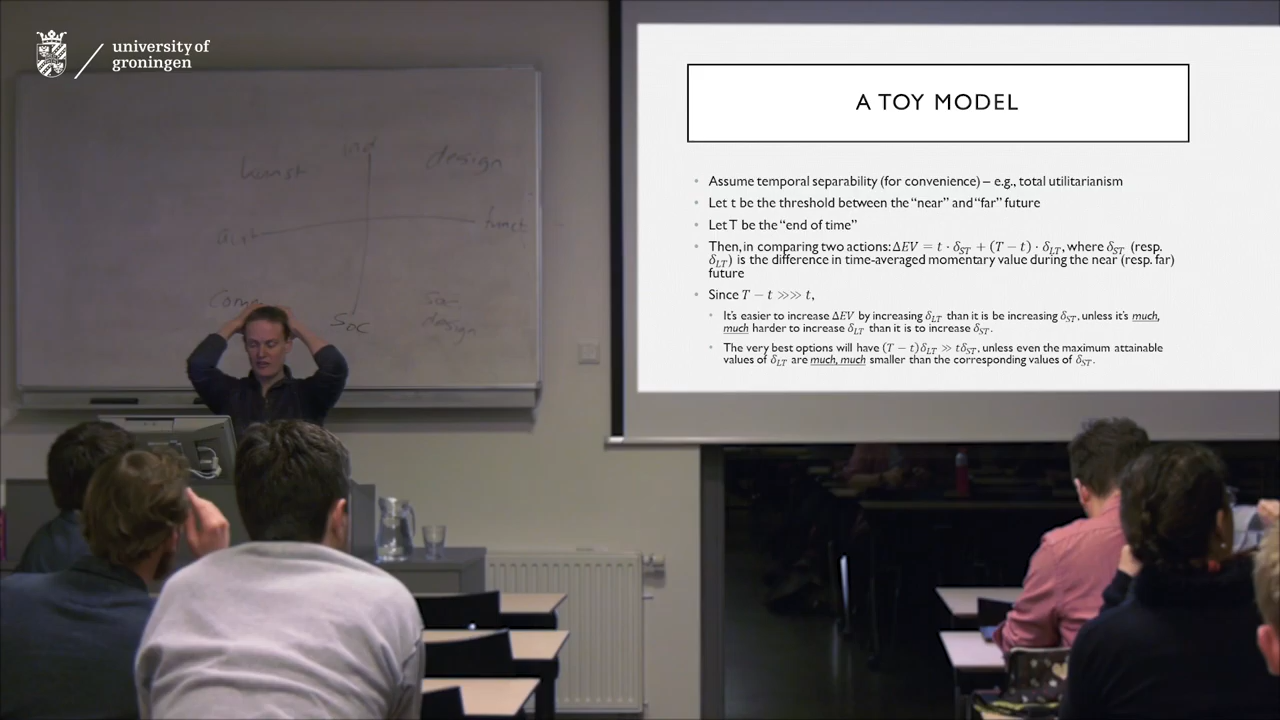 university of
groningen
kunst
ind
design
Soc
design
A TOY MODEL
• Assume temporal separability (for convenience) – e.g., total utilitarianism
• Let t be the threshold between the “near” and “far” future
• Let T be the “end of time”
• Then, in comparing two actions: ΔEV = t · δ_ST + (T − t) · δ_LT, where δ_ST (resp.
δ_LT) is the difference in time-averaged momentary value during the near (resp. far)
future
• Since T − t >>> t,
• It’s easier to increase ΔEV by increasing δ_LT than it is be increasing δ_ST, unless it’s much,
much harder to increase δ_LT than it is to increase δ_ST.
• The very best options will have (T − t)δ_LT ≫ tδ_ST, unless even the maximum attainable
values of δ_LT are much, much smaller than the corresponding values of δ_ST.